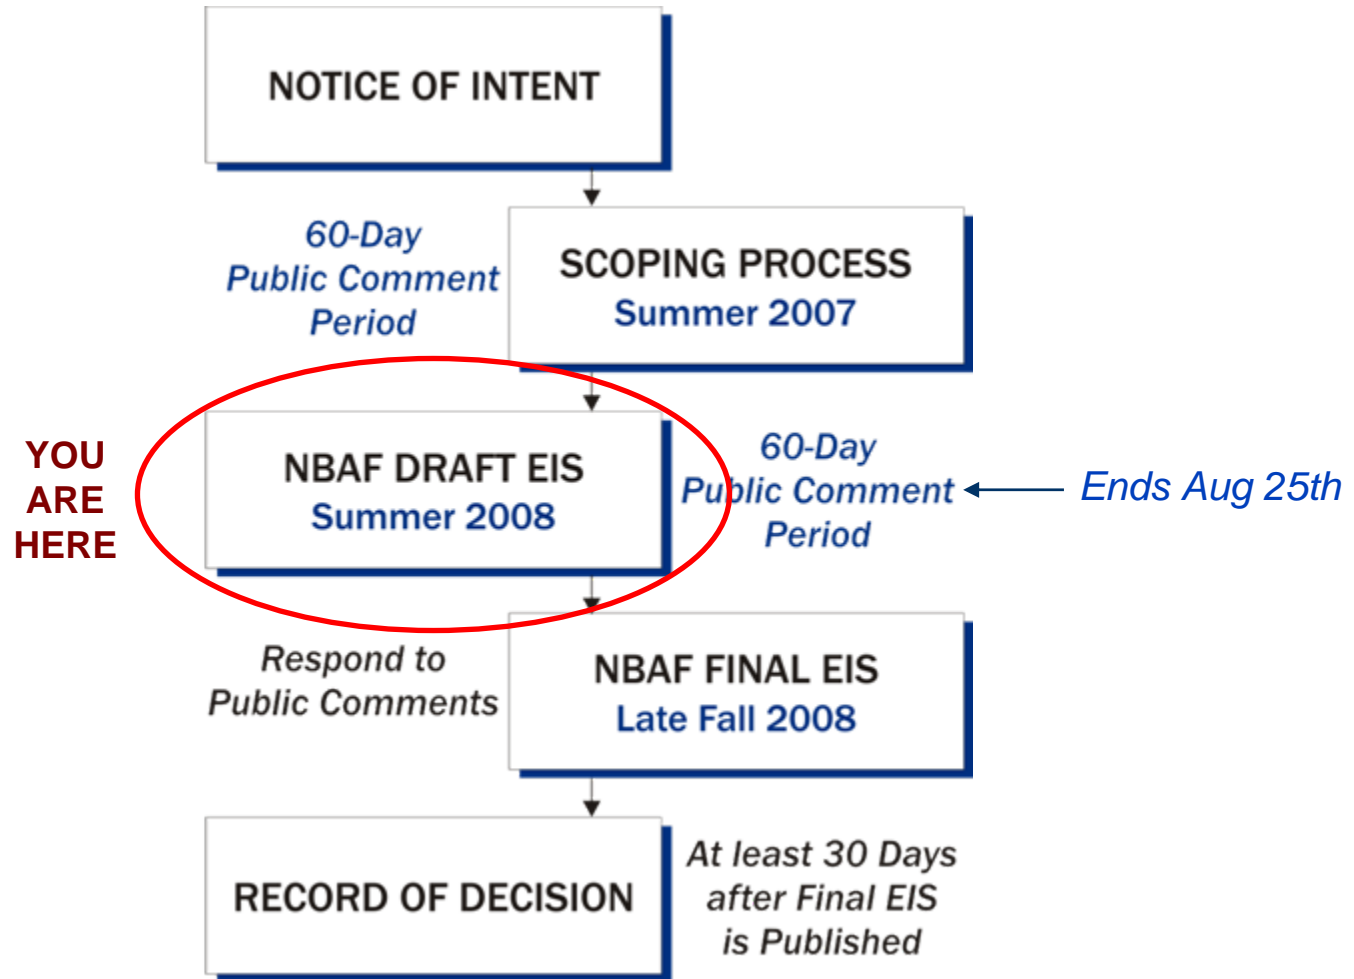 NOTICE OF INTENT
60-Day
Public Comment
Period
SCOPING PROCESS
Summer 2007
YOU
ARE
HERE
NBAF DRAFT EIS
Summer 2008
60-Day
Public Comment
Period
Ends Aug 25th
Respond to
Public Comments
NBAF FINAL EIS
Late Fall 2008
RECORD OF DECISION
At least 30 Days
after Final EIS
is Published